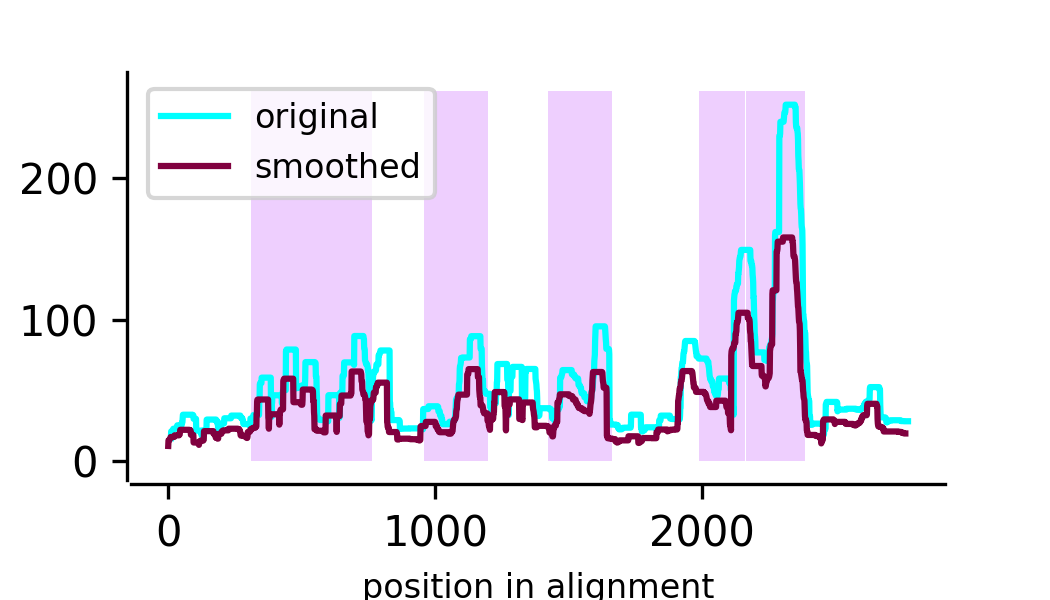 original
smoothed
200
100
0
0 1000 2000
position in alignment